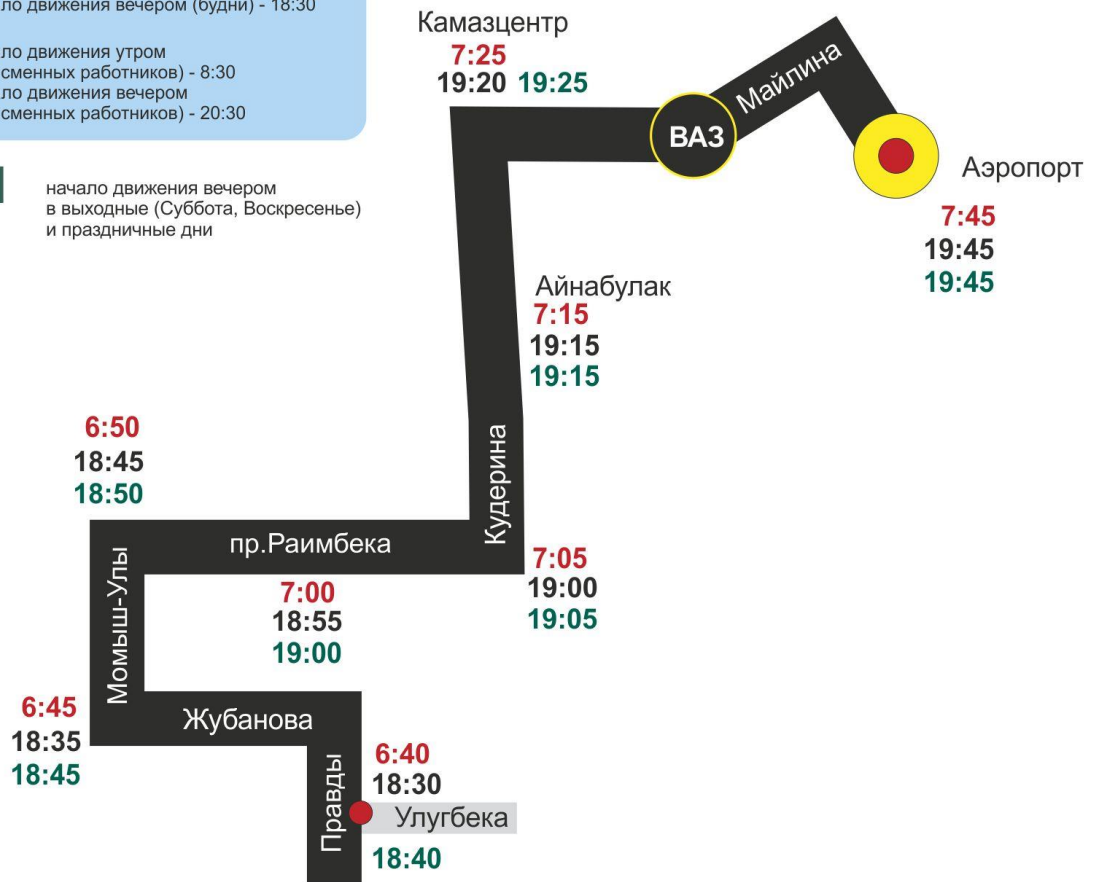 ло движения вечером (будни) - 18:30
ло движения утром
сменных работников) - 8:30
ло движения вечером
сменных работников) - 20:30
начало движения вечером
в выходные (Суббота, Воскресенье)
и праздничные дни
Камазцентр
7:25
19:20 19:25
ВАЗ
Майлина
Аэропорт
7:45
19:45
19:45
Айнабулак
7:15
19:15
19:15
Кудерина
6:50
18:45
18:50
пр.Раимбека
7:00
18:55
19:00
7:05
19:00
19:05
Момыш-Улы
6:45
18:35
18:45
Жубанова
Правды
6:40
18:30
Улугбека
18:40